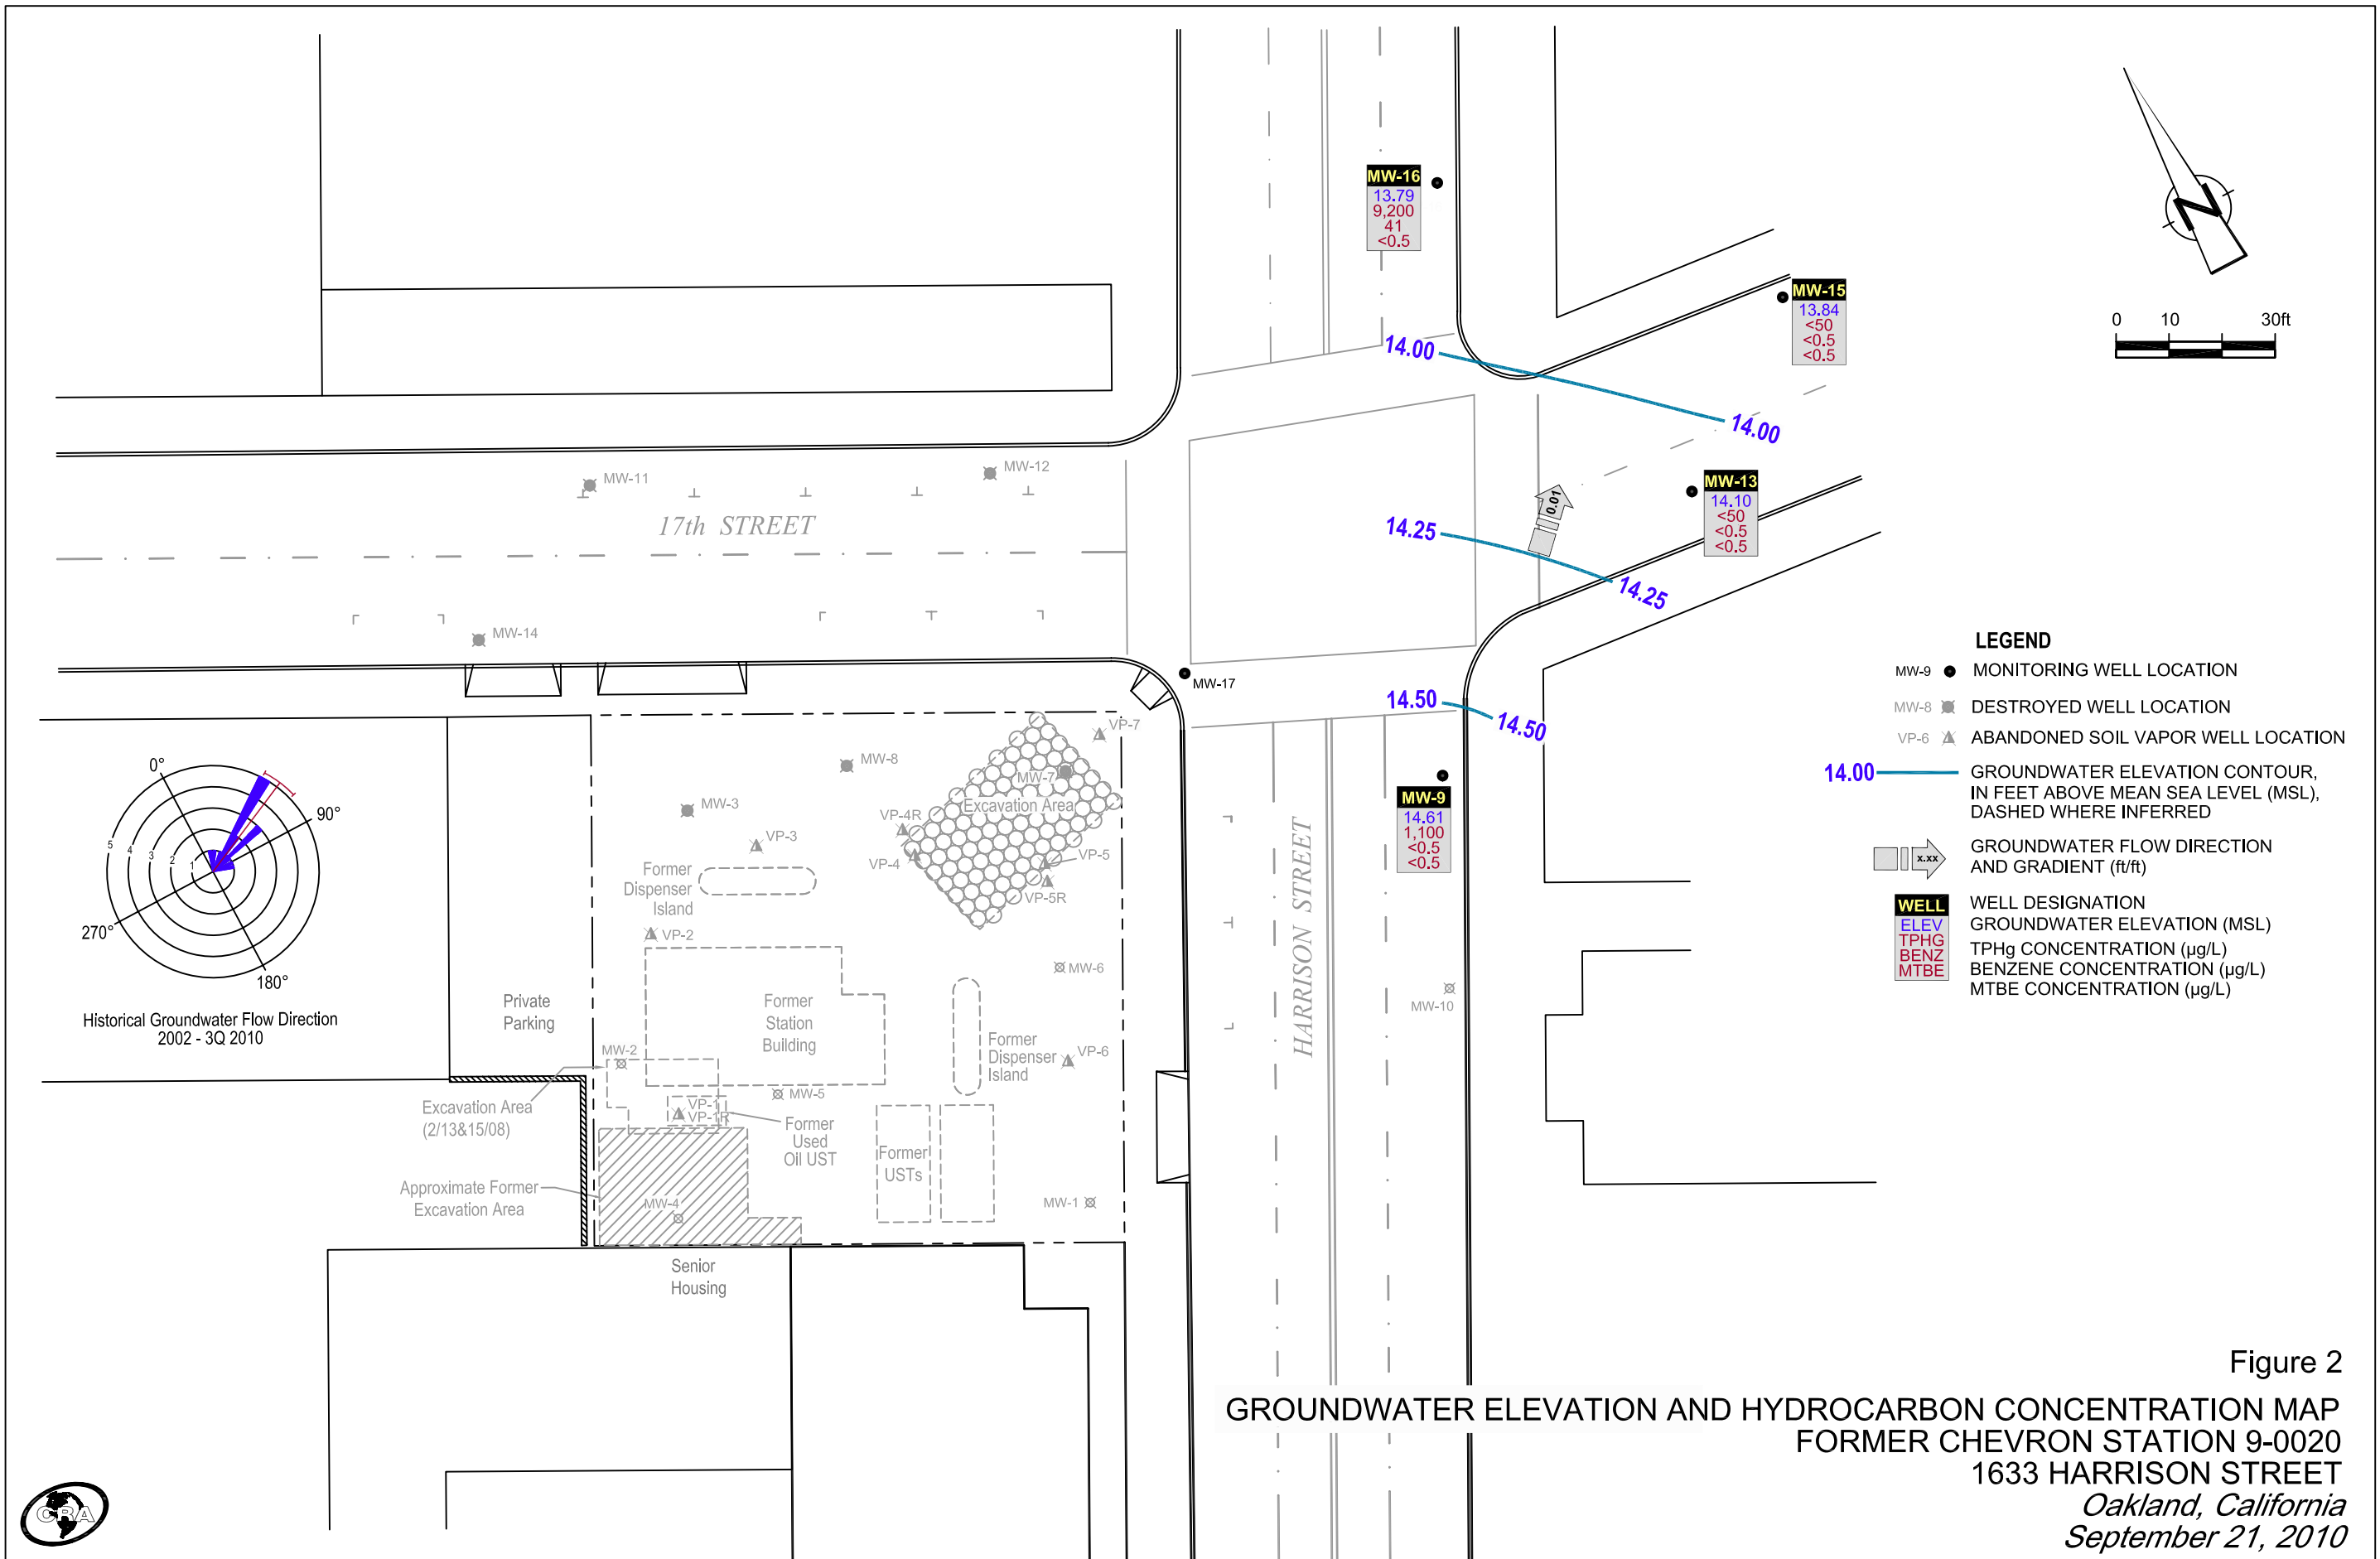 MW-16
13.79
9,200
41
<0.5
MW-15
13.84
<50
<0.5
<0.5
N
0 10 30ft
14.00
14.00
MW-11
MW-12
17th STREET
MW-13
14.10
<50
<0.5
<0.5
0.01
14.25
14.25
MW-14
MW-17
14.50
14.50
LEGEND
MW-9 MONITORING WELL LOCATION
MW-8 DESTROYED WELL LOCATION
VP-6 ABANDONED SOIL VAPOR WELL LOCATION
14.00 GROUNDWATER ELEVATION CONTOUR,
IN FEET ABOVE MEAN SEA LEVEL (MSL),
DASHED WHERE INFERRED
x.xx GROUNDWATER FLOW DIRECTION
AND GRADIENT (ft/ft)
WELL WELL DESIGNATION
ELEV GROUNDWATER ELEVATION (MSL)
TPHG TPHg CONCENTRATION (µg/L)
BENZ BENZENE CONCENTRATION (µg/L)
MTBE MTBE CONCENTRATION (µg/L)
VP-7
MW-8
MW-7
Excavation Area
MW-3
VP-4R
VP-3
VP-4
VP-5
VP-5R
Former
Dispenser
Island
VP-2
MW-9
14.61
1,100
<0.5
<0.5
HARRISON STREET
MW-6
MW-10
0°
90°
180°
270°
5 4 3 2 1
Historical Groundwater Flow Direction
2002 - 3Q 2010
Private
Parking
Former
Station
Building
Former
Dispenser
Island
VP-6
MW-2
MW-5
VP-1
VP-1R
Excavation Area
(2/13&15/08)
Former
Used
Oil UST
Former
USTs
Approximate Former
Excavation Area
MW-4
MW-1
Senior
Housing
Figure 2
GROUNDWATER ELEVATION AND HYDROCARBON CONCENTRATION MAP
FORMER CHEVRON STATION 9-0020
1633 HARRISON STREET
Oakland, California
September 21, 2010
CRA